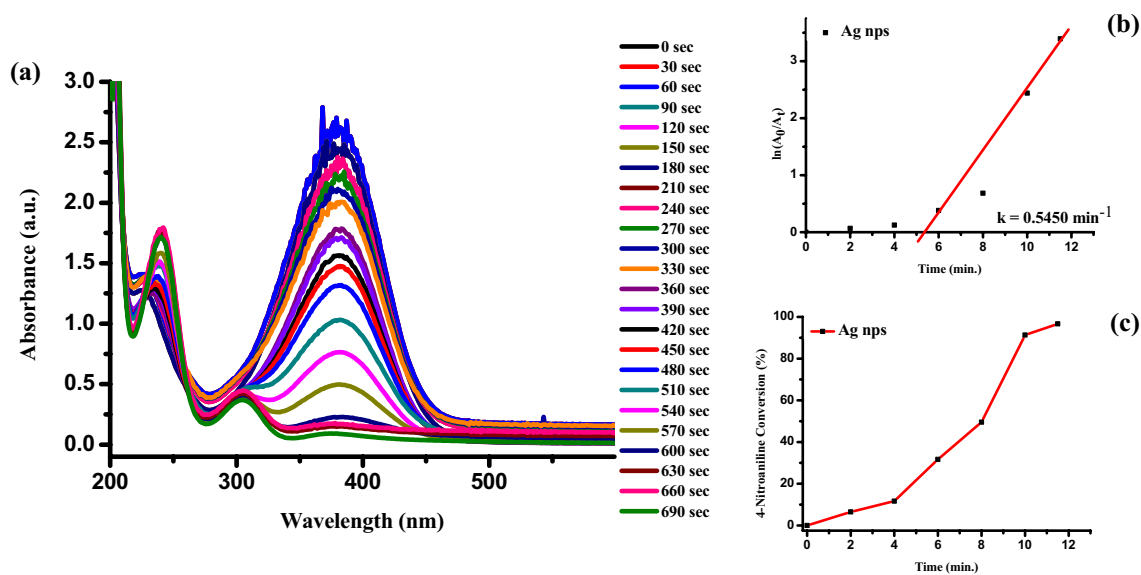 (a)
Absorbance (a.u.)
3.0
2.5
2.0
1.5
1.0
0.5
0.0
200
300
400
500
Wavelength (nm)
0 sec
30 sec
60 sec
90 sec
120 sec
150 sec
180 sec
210 sec
240 sec
270 sec
300 sec
330 sec
360 sec
390 sec
420 sec
450 sec
480 sec
510 sec
540 sec
570 sec
600 sec
630 sec
660 sec
690 sec
(b)
Ag nps
ln(A0/At)
3
2
1
0
k = 0.5450 min⁻¹
0
2
4
6
8
10
12
Time (min.)
(c)
Ag nps
4-Nitroaniline Conversion (%)
100
80
60
40
20
0
0
2
4
6
8
10
12
Time (min.)